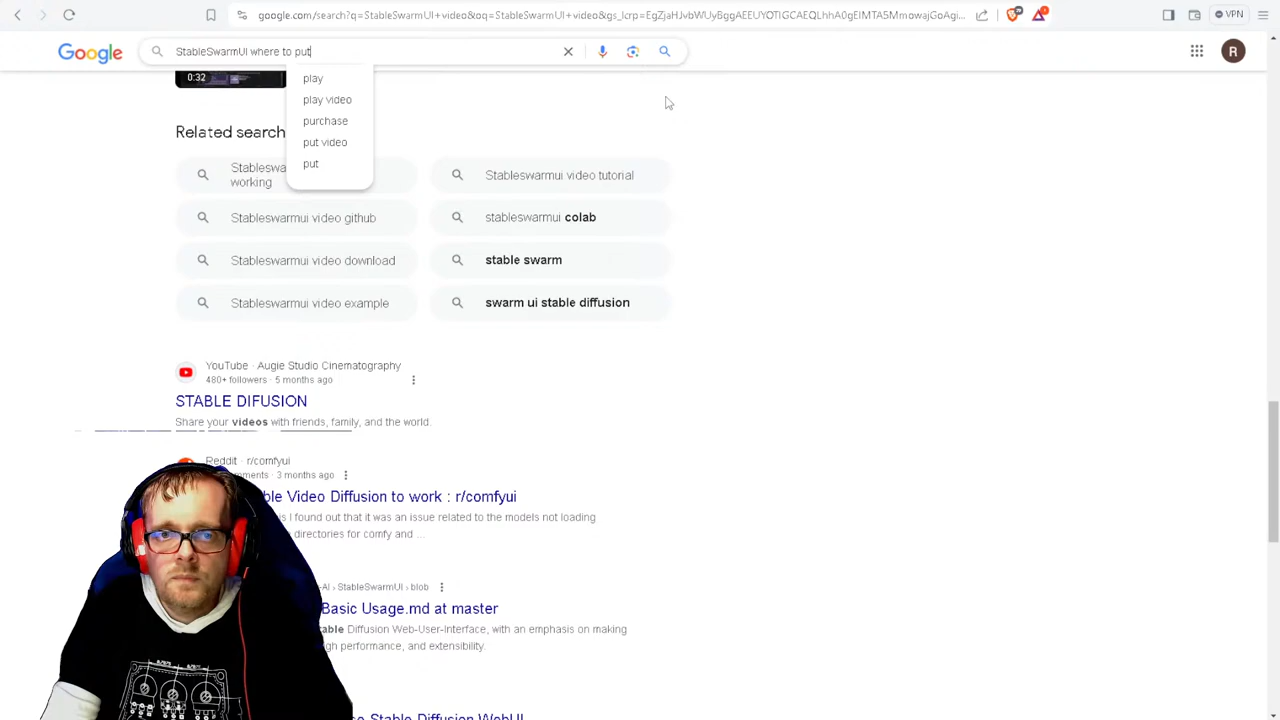 google.com/search?q=StableSwarmUI+video&oq=StableSwarmUI+video&gs_lcrp=
VPN
Google
StableSwarmUI where to put
R
0:32
play
play video
purchase
put video
put
Related search
Stableswa
working
Stableswarmui video tutorial
Stableswarmui video github
stableswarmui colab
Stableswarmui video download
stable swarm
Stableswarmui video example
swarm ui stable diffusion
YouTube · Augie Studio Cinematography
480+ followers · 5 months ago
STABLE DIFUSION
Share your videos with friends, family, and the world.
Reddit · r/comfyui
omments · 3 months ago
ble Video Diffusion to work : r/comfyui
is I found out that it was an issue related to the models not loading
directories for comfy and ...
-AI › StableSwarmUI › blob
Basic Usage.md at master
table Diffusion Web-User-Interface, with an emphasis on making
gh performance, and extensibility.
se Stable Diffusion WebUI